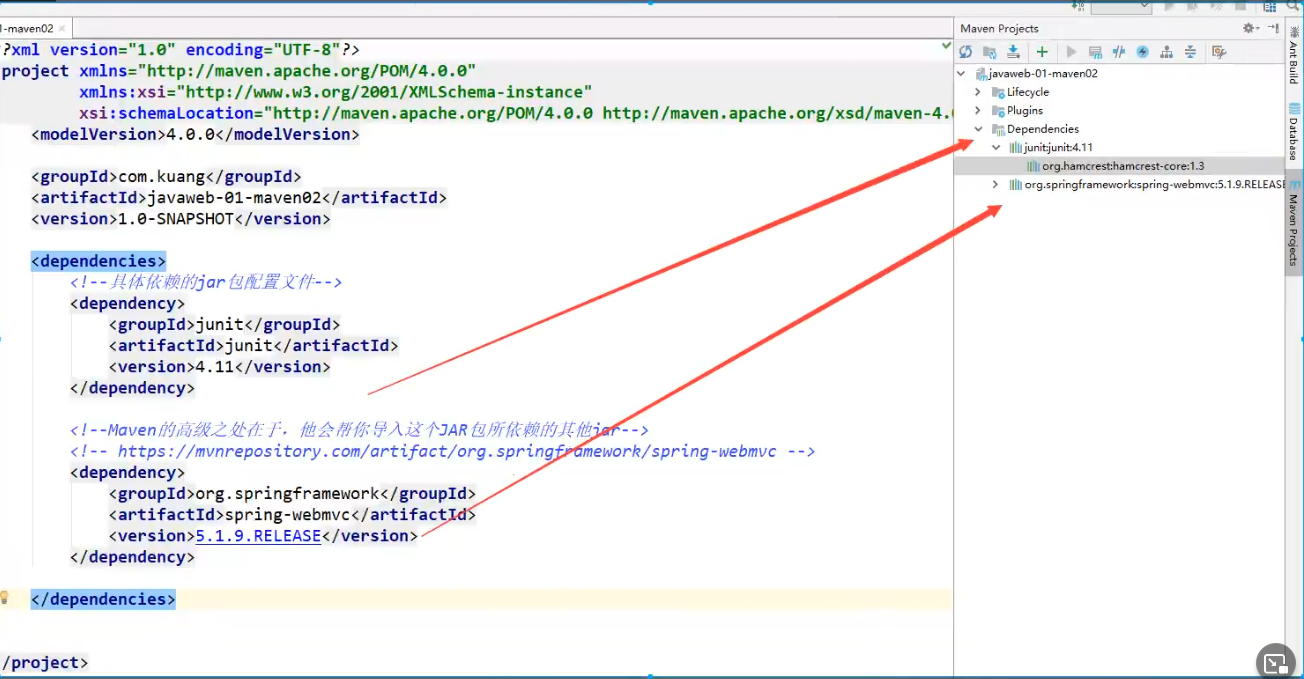 1-maven02
?xml version="1.0" encoding="UTF-8"?>
project xmlns="http://maven.apache.org/POM/4.0.0"
xmlns:xsi="http://www.w3.org/2001/XMLSchema-instance"
xsi:schemaLocation="http://maven.apache.org/POM/4.0.0 http://maven.apache.org/xsd/maven-4.0
<modelVersion>4.0.0</modelVersion>
<groupId>com.kuang</groupId>
<artifactId>javaweb-01-maven02</artifactId>
<version>1.0-SNAPSHOT</version>
<dependencies>
<!--具体依赖的jar包配置文件-->
<dependency>
<groupId>junit</groupId>
<artifactId>junit</artifactId>
<version>4.11</version>
</dependency>
<!--Maven的高级之处在于，他会帮你导入这个JAR包所依赖的其他jar-->
<!-- https://mvnrepository.com/artifact/org.springframework/spring-webmvc -->
<dependency>
<groupId>org.springframework</groupId>
<artifactId>spring-webmvc</artifactId>
<version>5.1.9.RELEASE</version>
</dependency>
</dependencies>
/project>
Maven Projects
javaweb-01-maven02
Lifecycle
Plugins
Dependencies
junit:junit:4.11
org.hamcrest:hamcrest-core:1.3
org.springframework:spring-webmvc:5.1.9.RELEASE
Ant Build
Database
Maven Projects